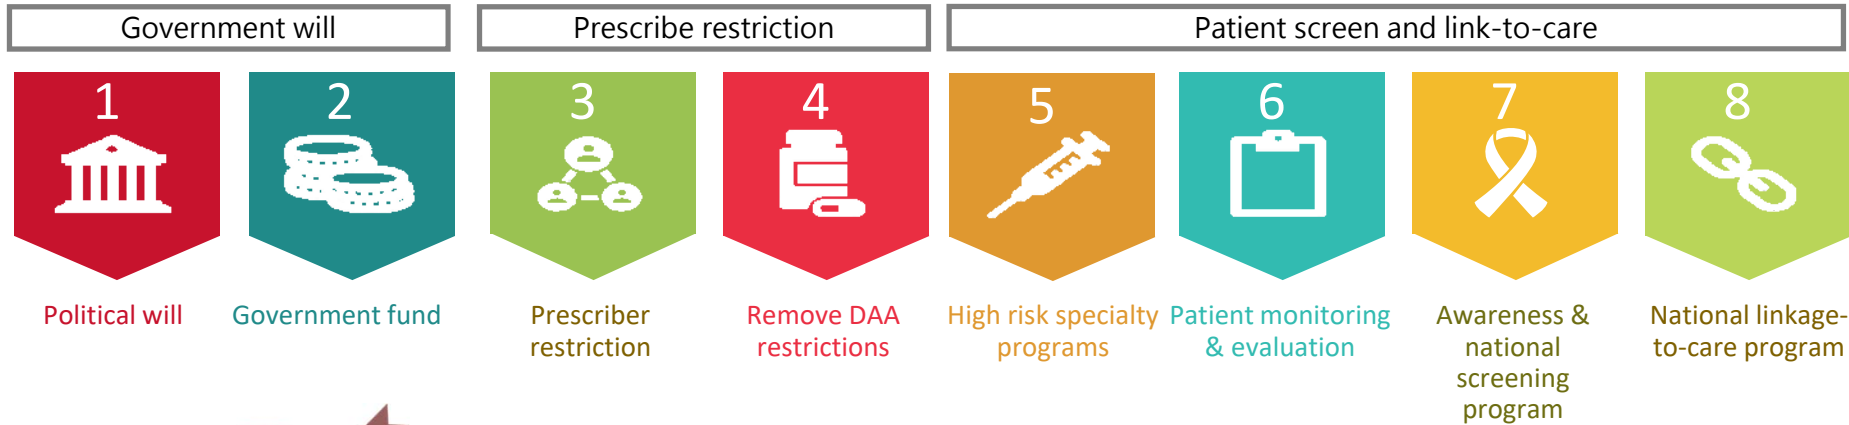 Government will
Prescribe restriction
Patient screen and link-to-care
1
2
3
4
5
6
7
8
Political will
Government fund
Prescriber
restriction
Remove DAA
restrictions
High risk specialty
programs
Patient monitoring
& evaluation
Awareness &
national
screening
program
National linkage-
to-care program